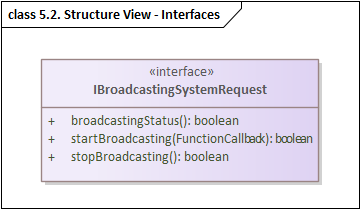 class 5.2. Structure View - Interfaces
«interface»
IBroadcastingSystemRequest
+ broadcastingStatus(): boolean
+ startBroadcasting(FunctionCallback): boolean
+ stopBroadcasting(): boolean